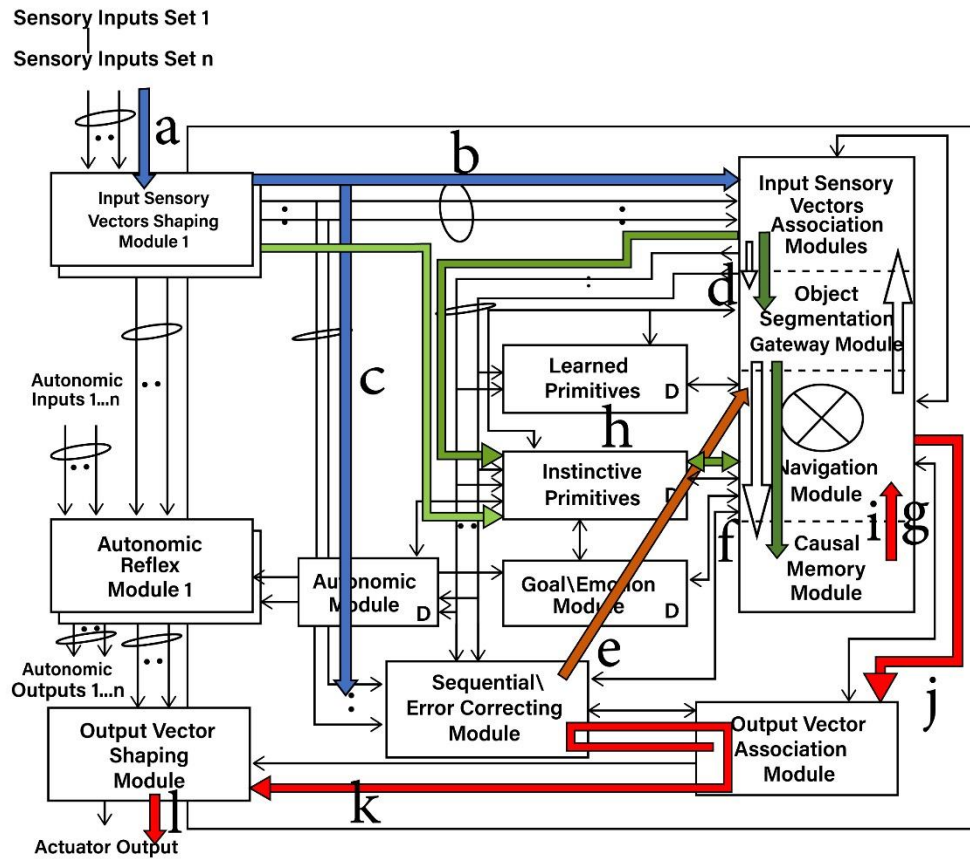 Sensory Inputs Set 1
Sensory Inputs Set n
a
b
Input Sensory
Vectors Shaping
Module 1
Input Sensory
Vectors
Association
Modules
d
Object
Segmentation
Gateway Module
c
Learned
Primitives
D
Autonomic
Inputs 1...n
h
Instinctive
Primitives
D
Navigation
Module
i
g
f
Causal
Memory
Module
Autonomic
Reflex
Module 1
Autonomic
Module
D
Goal\Emotion
Module
D
e
Autonomic
Outputs 1...n
Sequential\
Error Correcting
Module
j
Output Vector
Shaping
Module
Output Vector
Association
Module
k
l
Actuator Output